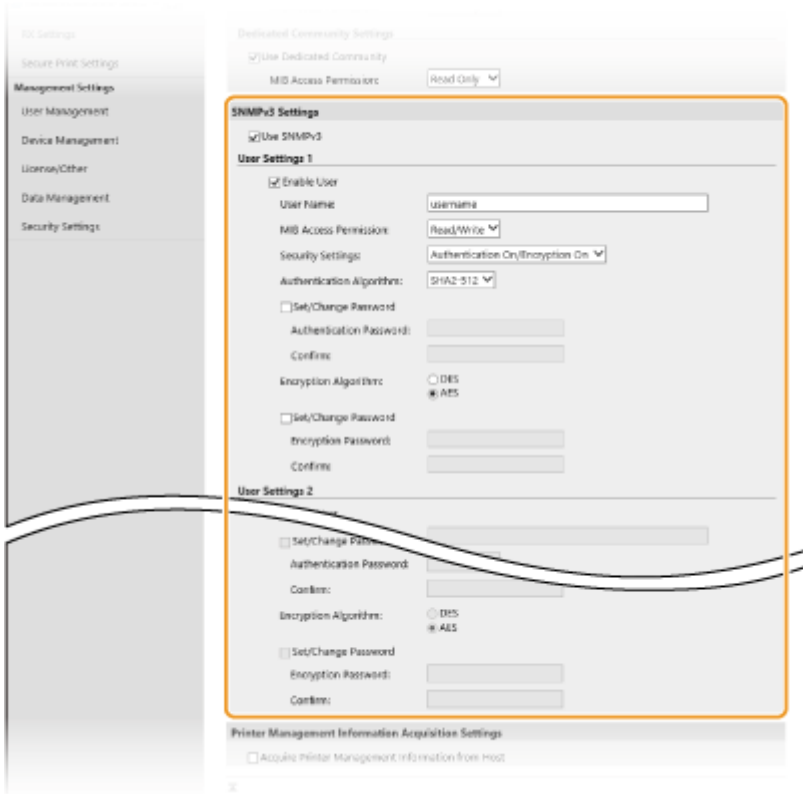 RX Settings
Secure Print Settings
Management Settings
User Management
Device Management
License/Other
Data Management
Security Settings
Dedicated Community Settings
Use Dedicated Community
MIB Access Permission: Read Only
SNMPv3 Settings
Use SNMPv3
User Settings 1
Enable User
User Name: username
MIB Access Permission: Read/Write
Security Settings: Authentication On/Encryption On
Authentication Algorithm: SHA2-512
Set/Change Password
Authentication Password:
Confirm:
Encryption Algorithm: DES
AES
Set/Change Password
Encryption Password:
Confirm:
User Settings 2
Set/Change
Authentication Password:
Confirm:
Encryption Algorithm: DES
AES
Set/Change Password
Encryption Password:
Confirm:
Printer Management Information Acquisition Settings
Acquire Printer Management Information from Host